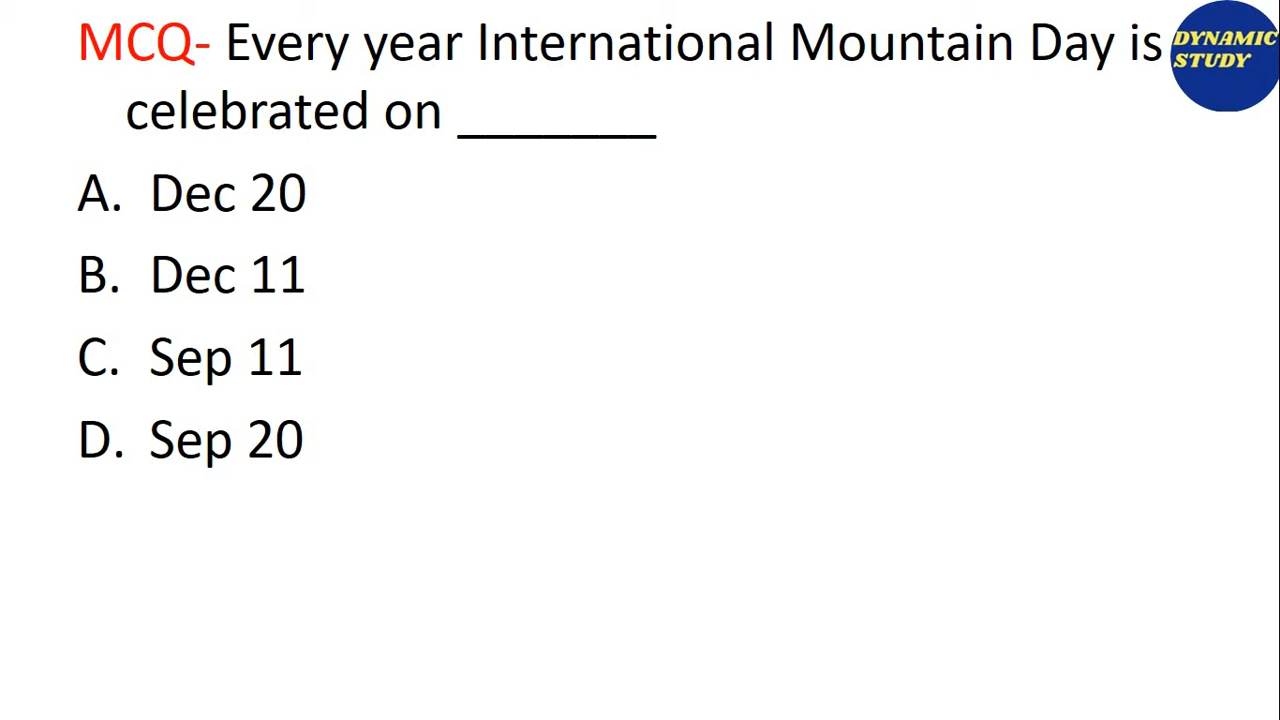 MCQ- Every year International Mountain Day is
celebrated on _______
A. Dec 20
B. Dec 11
C. Sep 11
D. Sep 20
DYNAMIC
STUDY